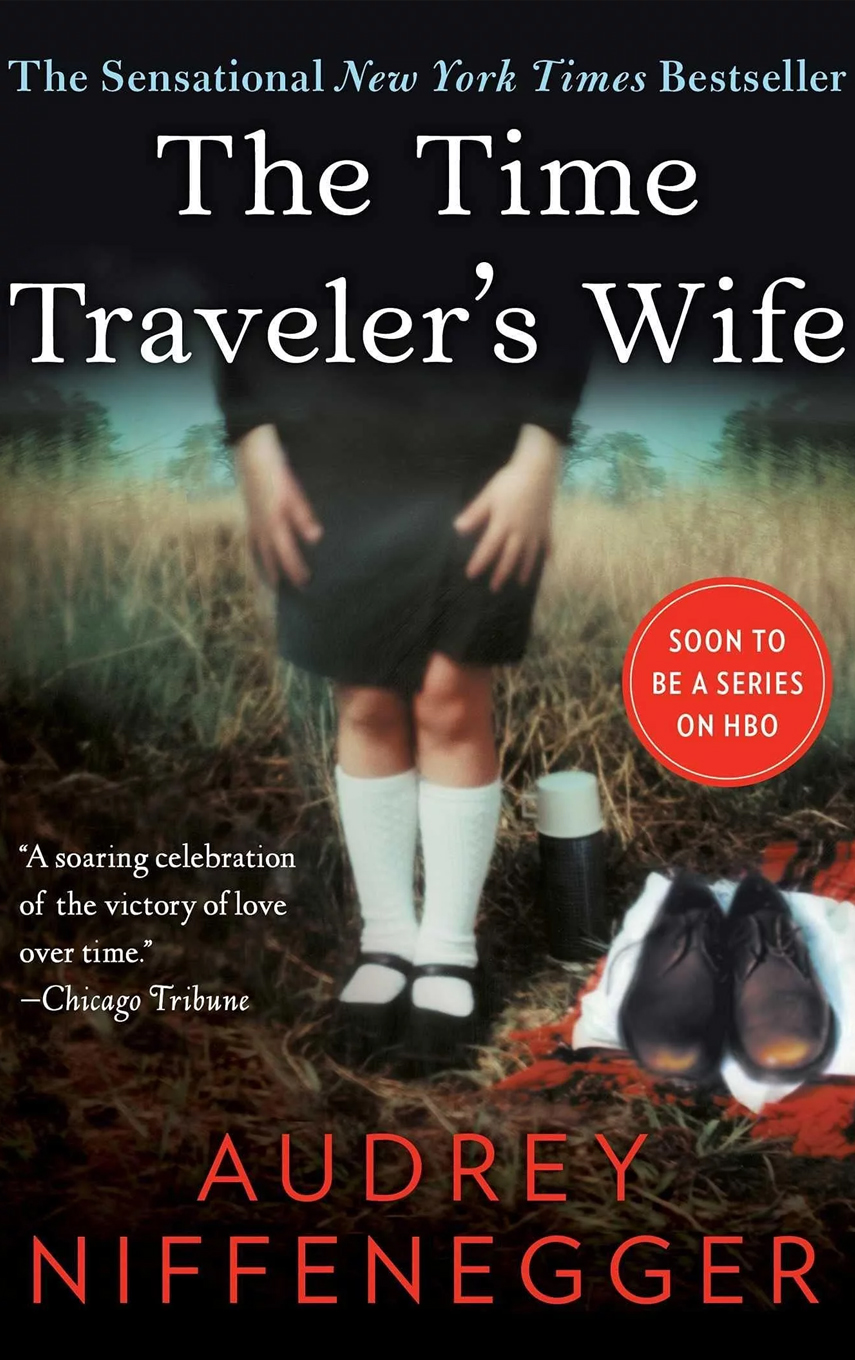 The Sensational New York Times Bestseller
The Time
Traveler’s Wife
SOON TO
BE A SERIES
ON HBO
“A soaring celebration
of the victory of love
over time.”
—Chicago Tribune
AUDREY
NIFFENEGGER